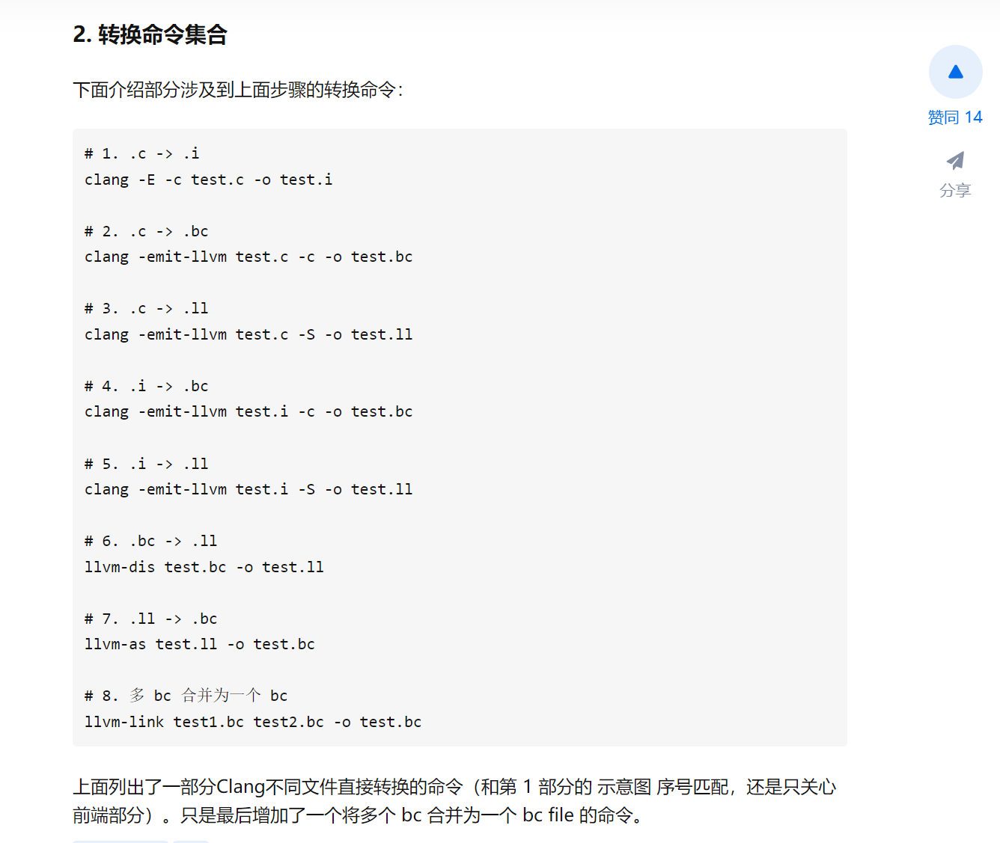 2. 转换命令集合
下面介绍部分涉及到上面步骤的转换命令：
# 1. .c -> .i
clang -E -c test.c -o test.i
# 2. .c -> .bc
clang -emit-llvm test.c -c -o test.bc
# 3. .c -> .ll
clang -emit-llvm test.c -S -o test.ll
# 4. .i -> .bc
clang -emit-llvm test.i -c -o test.bc
# 5. .i -> .ll
clang -emit-llvm test.i -S -o test.ll
# 6. .bc -> .ll
llvm-dis test.bc -o test.ll
# 7. .ll -> .bc
llvm-as test.ll -o test.bc
# 8. 多 bc 合并为一个 bc
llvm-link test1.bc test2.bc -o test.bc
上面列出了一部分Clang不同文件直接转换的命令（和第 1 部分的 示意图 序号匹配，还是只关心
前端部分）。只是最后增加了一个将多个 bc 合并为一个 bc file 的命令。
赞同 14
分享